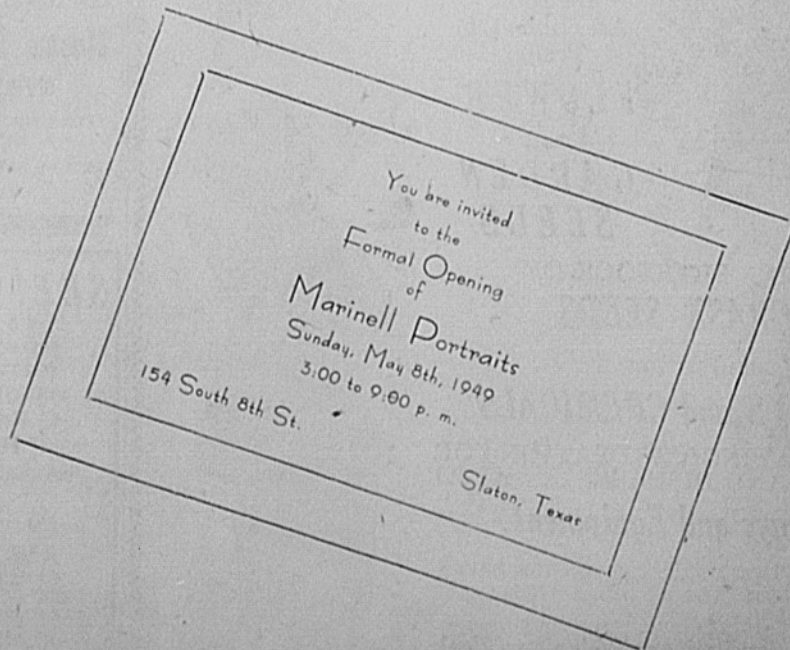 You are invited
to the
Formal Opening
of
Marinell Portraits
Sunday, May 8th, 1949
3:00 to 9:00 p. m.
154 South 8th St.
Slaton, Texas